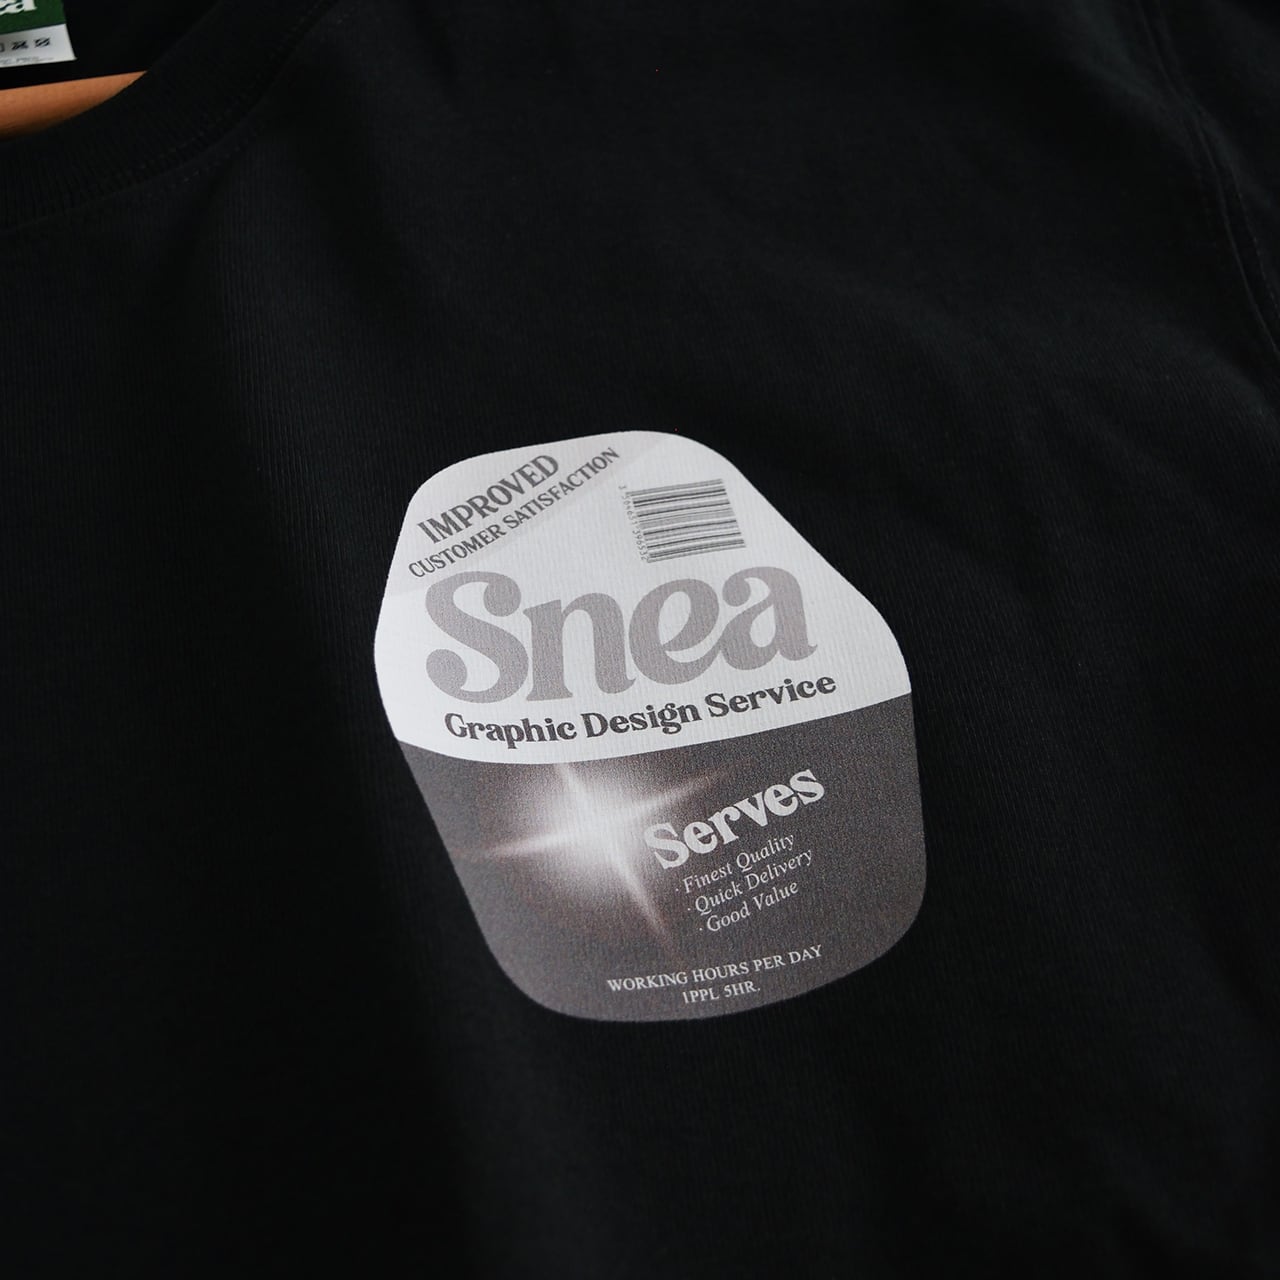 IMPROVED
CUSTOMER SATISFACTION
Snea
Graphic Design Service
Serves
· Finest Quality
· Quick Delivery
· Good Value
WORKING HOURS PER DAY
1PPL 5HR.